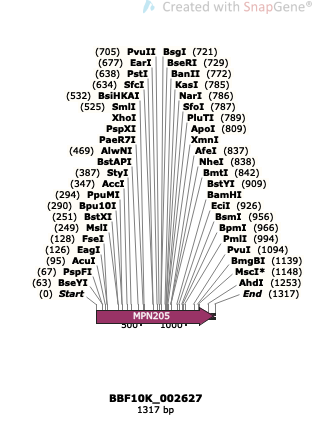 Created with SnapGene®
(705) PvuII BsgI (721)
(677) EarI BseRI (729)
(638) PstI BanII (772)
(634) SfcI KasI (785)
(532) BsiHKAI NarI (786)
(525) SmlI SfoI (787)
XhoI PluTI (789)
PspXI ApoI (809)
PaeR7I XmnI
(469) AlwNI AfeI (837)
BstAPI NheI (838)
(387) StyI BmtI (842)
(347) AccI BstYI (909)
(294) PpuMI BamHI
(290) Bpu10I EciI (926)
(251) BstXI BsmI (956)
(249) MslI BpmI (966)
(128) FseI PmlI (994)
(126) EagI PvuI (1094)
(95) AcuI BmgBI (1139)
(67) PspFI MscI* (1148)
(63) BseYI AhdI (1253)
(0) Start End (1317)
MPN205
500 1000
BBF10K_002627
1317 bp